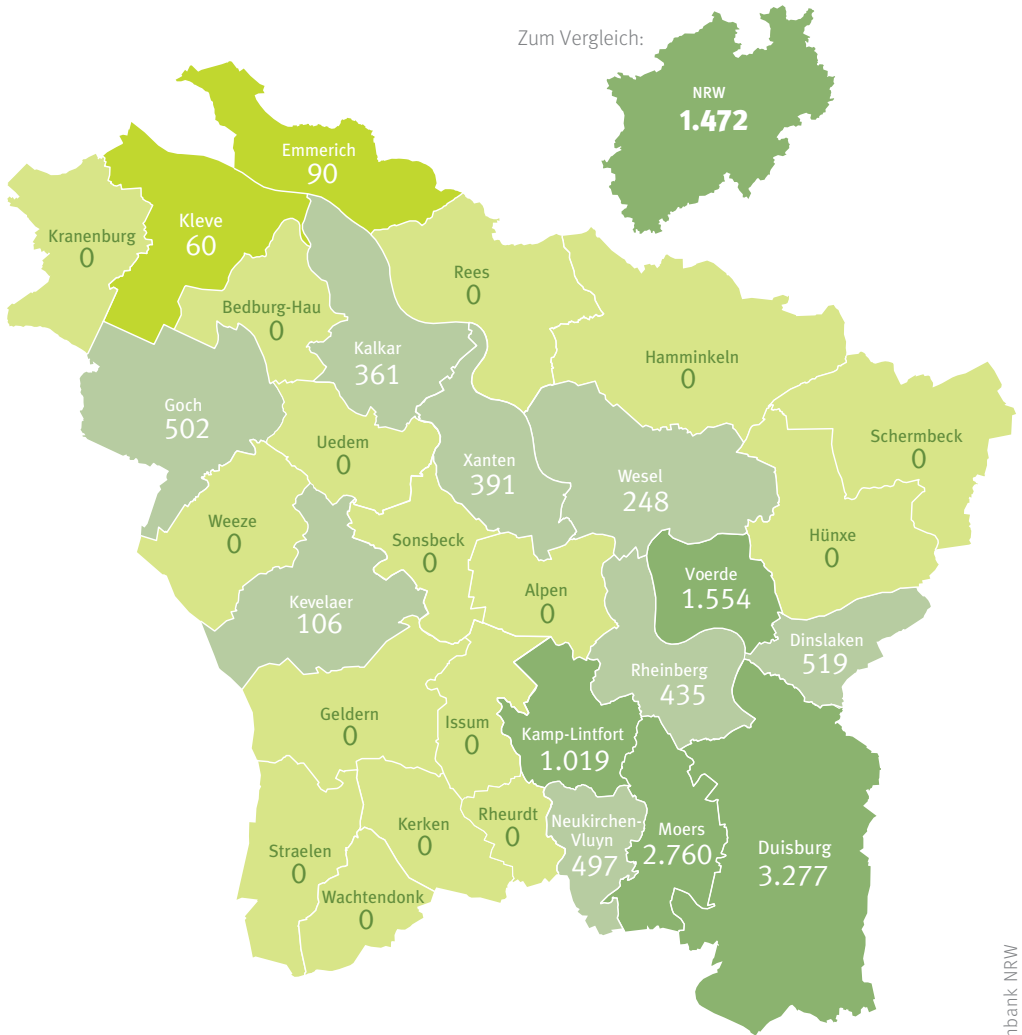 Zum Vergleich:
NRW
1.472
Emmerich
90
Kleve
60
Kranenburg
0
Rees
0
Bedburg-Hau
0
Kalkar
361
Hamminkeln
0
Goch
502
Uedem
0
Schermbeck
0
Xanten
391
Wesel
248
Weeze
0
Sonsbeck
0
Hünxe
0
Voerde
1.554
Alpen
0
Kevelaer
106
Dinslaken
519
Rheinberg
435
Geldern
0
Issum
0
Kamp-Lintfort
1.019
Rheurdt
0
Kerken
0
Neukirchen-
Vluyn
497
Moers
2.760
Duisburg
3.277
Straelen
0
Wachtendonk
0
NRW